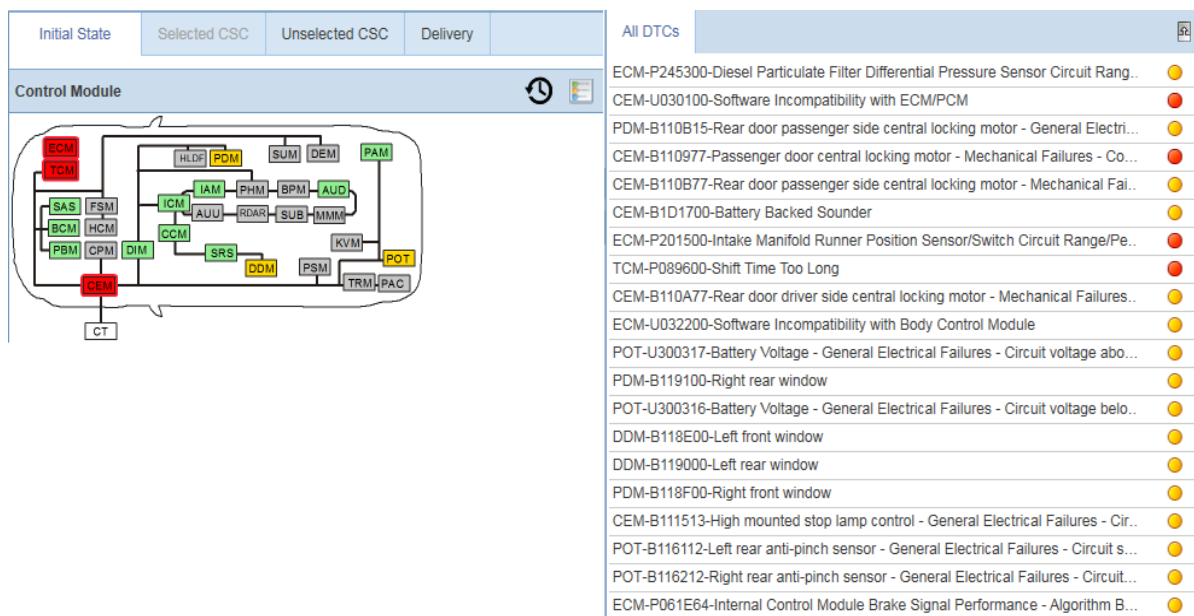 Initial State
Selected CSC
Unselected CSC
Delivery
Control Module
ECM
TCM
HLDF
PDM
SUM
DEM
PAM
IAM
PHM
BPM
AUD
SAS
FSM
ICM
AUU
RDAR
SUB
MMM
BCM
HCM
CCM
KVM
PBM
CPM
DIM
SRS
POT
DDM
PSM
CEM
TRM
PAC
CT
All DTCs
ECM-P245300-Diesel Particulate Filter Differential Pressure Sensor Circuit Rang..
CEM-U030100-Software Incompatibility with ECM/PCM
PDM-B110B15-Rear door passenger side central locking motor - General Electri...
CEM-B110977-Passenger door central locking motor - Mechanical Failures - Co...
CEM-B110B77-Rear door passenger side central locking motor - Mechanical Fai..
CEM-B1D1700-Battery Backed Sounder
ECM-P201500-Intake Manifold Runner Position Sensor/Switch Circuit Range/Pe...
TCM-P089600-Shift Time Too Long
CEM-B110A77-Rear door driver side central locking motor - Mechanical Failures..
ECM-U032200-Software Incompatibility with Body Control Module
POT-U300317-Battery Voltage - General Electrical Failures - Circuit voltage abo...
PDM-B119100-Right rear window
POT-U300316-Battery Voltage - General Electrical Failures - Circuit voltage belo..
DDM-B118E00-Left front window
DDM-B119000-Left rear window
PDM-B118F00-Right front window
CEM-B111513-High mounted stop lamp control - General Electrical Failures - Cir..
POT-B116112-Left rear anti-pinch sensor - General Electrical Failures - Circuit s...
POT-B116212-Right rear anti-pinch sensor - General Electrical Failures - Circuit...
ECM-P061E64-Internal Control Module Brake Signal Performance - Algorithm B...